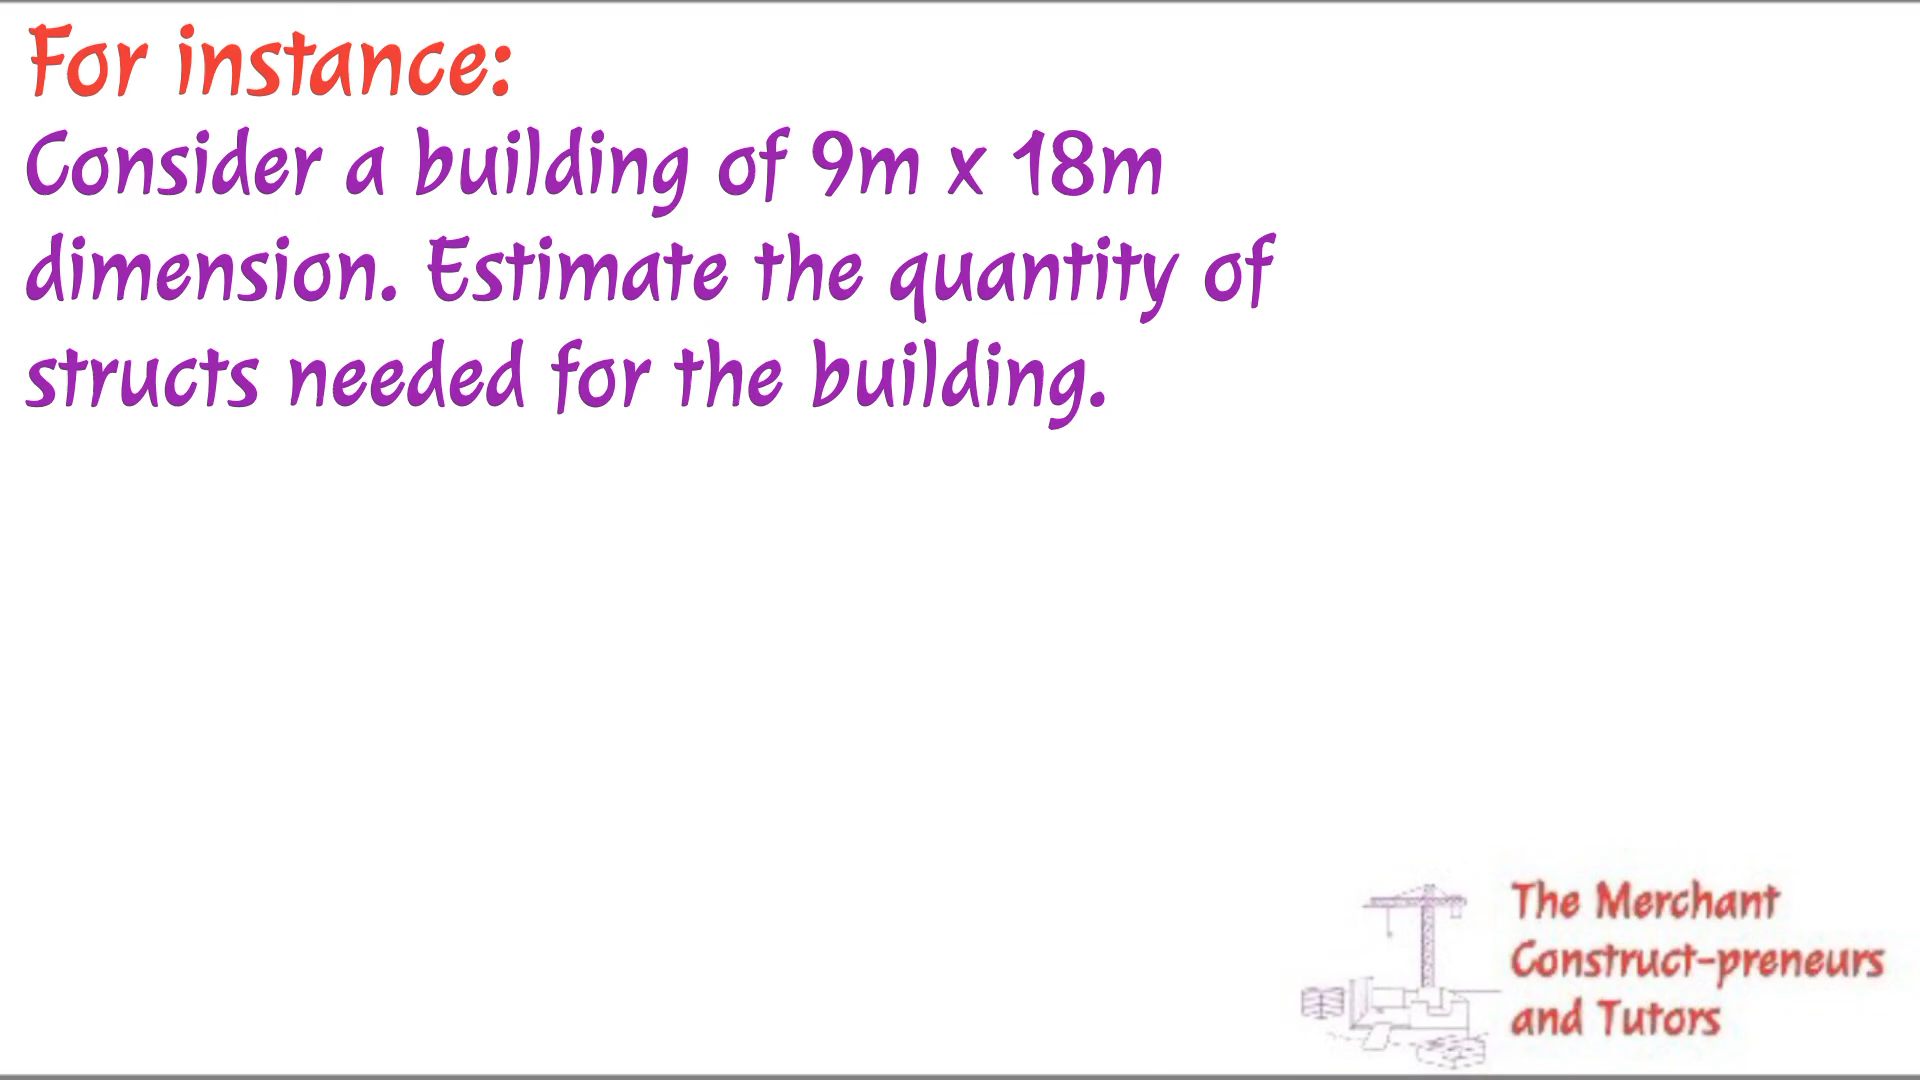 For instance:
Consider a building of 9m x 18m
dimension. Estimate the quantity of
structs needed for the building.
The Merchant
Construct-preneurs
and Tutors